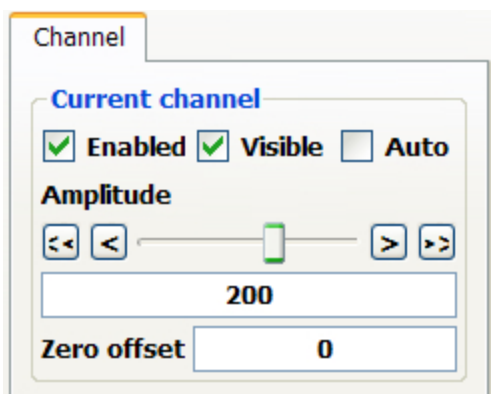 Channel
Current channel
Enabled Visible Auto
Amplitude
<< < > >>
200
Zero offset 0